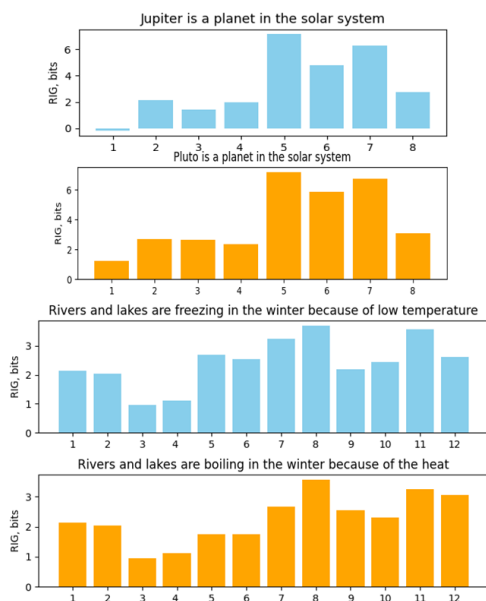 Jupiter is a planet in the solar system
RIG, bits
6
4
2
0
1 2 3 4 5 6 7 8
Pluto is a planet in the solar system
RIG, bits
6
4
2
0
1 2 3 4 5 6 7 8
Rivers and lakes are freezing in the winter because of low temperature
RIG, bits
3
2
1
0
1 2 3 4 5 6 7 8 9 10 11 12
Rivers and lakes are boiling in the winter because of the heat
RIG, bits
3
2
1
0
1 2 3 4 5 6 7 8 9 10 11 12